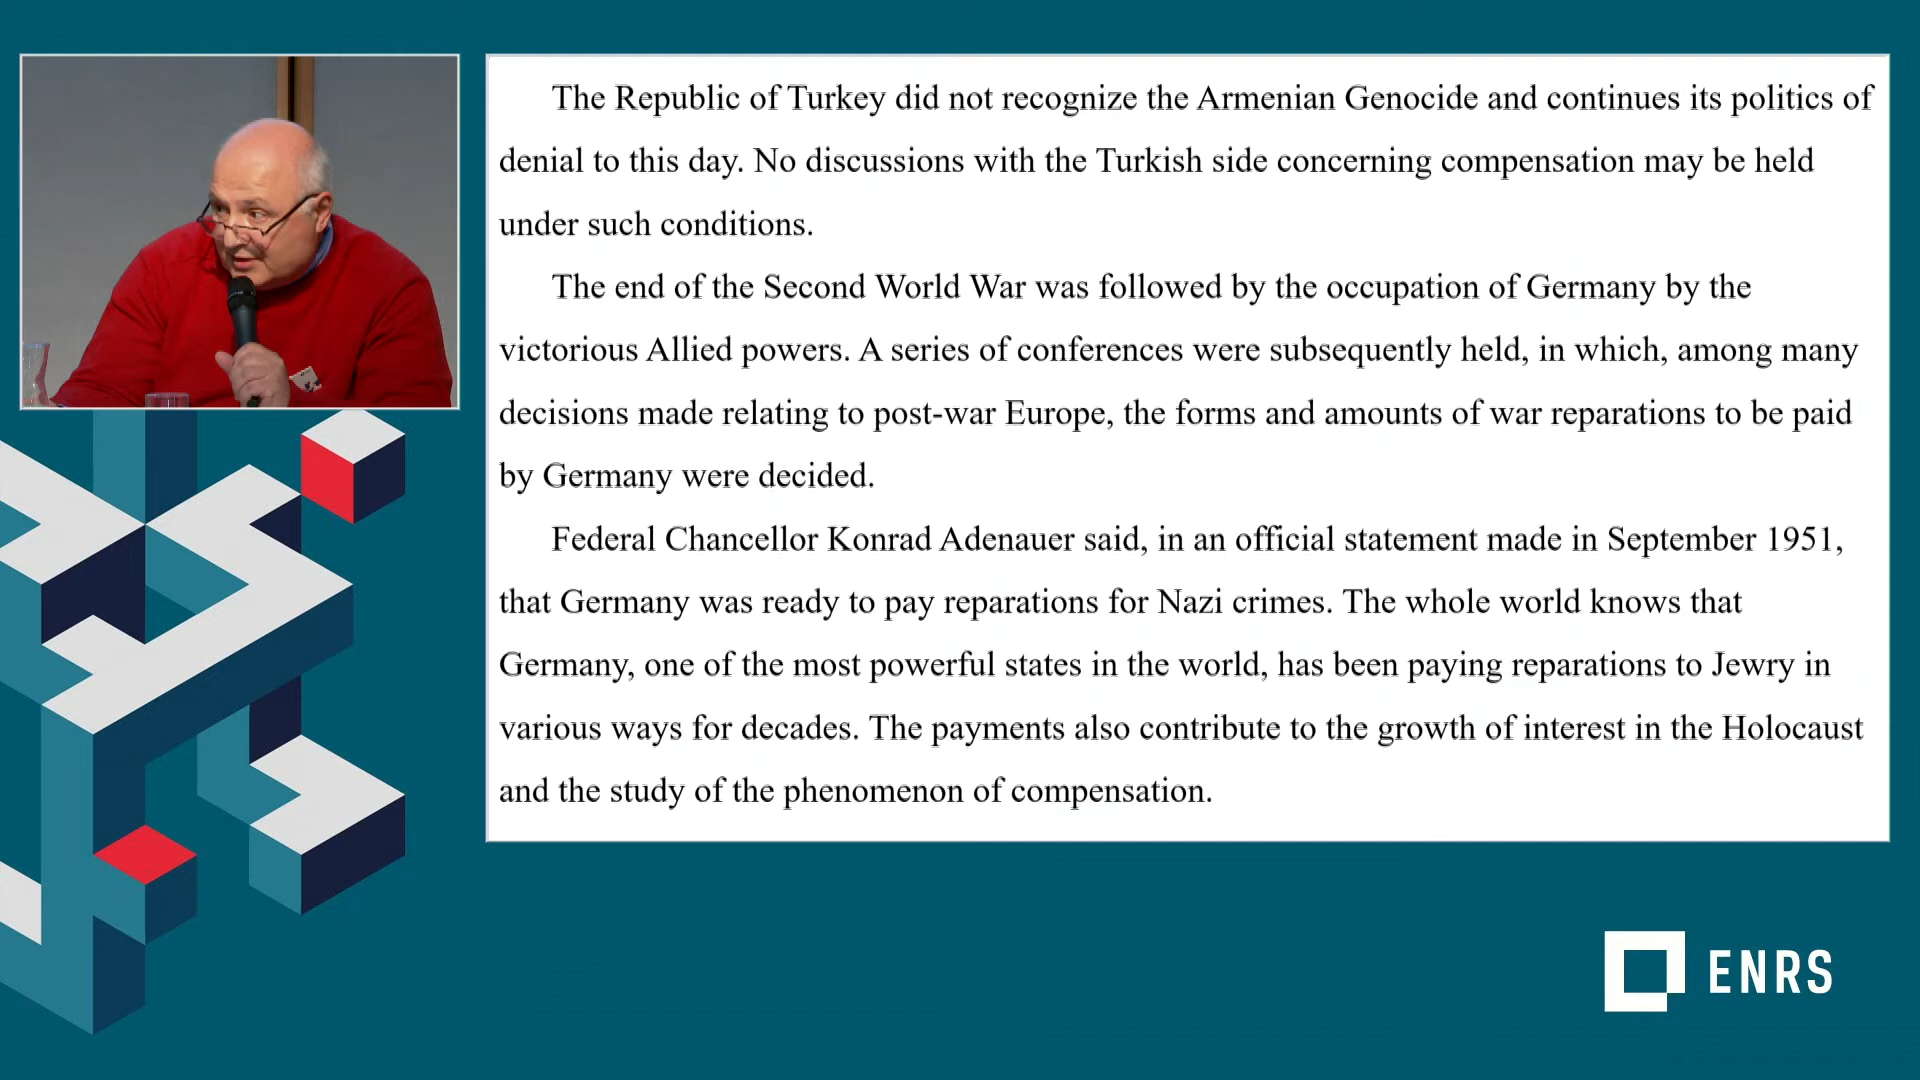 The Republic of Turkey did not recognize the Armenian Genocide and continues its politics of
denial to this day. No discussions with the Turkish side concerning compensation may be held
under such conditions.
The end of the Second World War was followed by the occupation of Germany by the
victorious Allied powers. A series of conferences were subsequently held, in which, among many
decisions made relating to post-war Europe, the forms and amounts of war reparations to be paid
by Germany were decided.
Federal Chancellor Konrad Adenauer said, in an official statement made in September 1951,
that Germany was ready to pay reparations for Nazi crimes. The whole world knows that
Germany, one of the most powerful states in the world, has been paying reparations to Jewry in
various ways for decades. The payments also contribute to the growth of interest in the Holocaust
and the study of the phenomenon of compensation.
ENRS